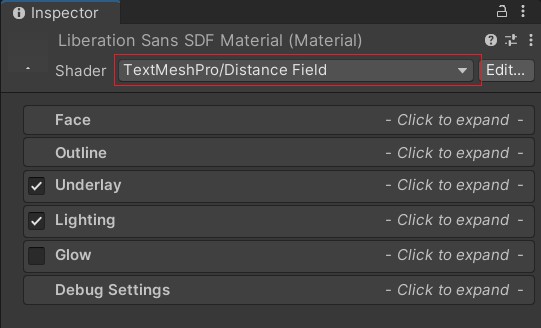 Inspector
Liberation Sans SDF Material (Material)
Shader TextMeshPro/Distance Field Edit...
Face - Click to expand -
Outline - Click to expand -
Underlay - Click to expand -
Lighting - Click to expand -
Glow - Click to expand -
Debug Settings - Click to expand -